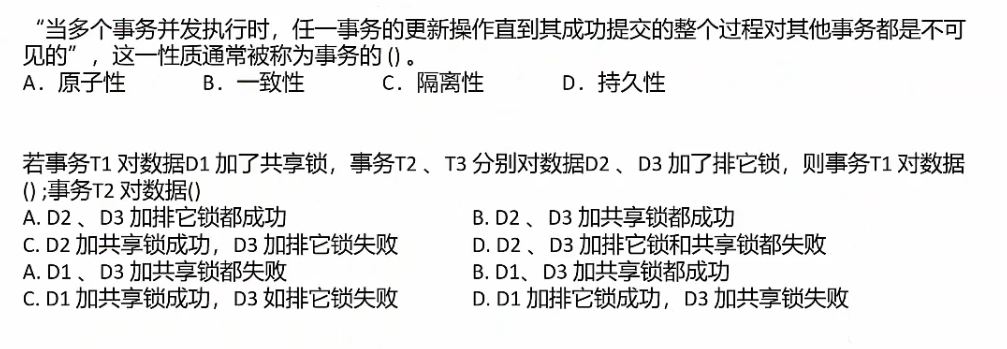 “当多个事务并发执行时，任一事务的更新操作直到其成功提交的整个过程对其他事务都是不可
见的”，这一性质通常被称为事务的 () 。
A．原子性 B．一致性 C．隔离性 D．持久性
若事务T1 对数据D1 加了共享锁，事务T2 、T3 分别对数据D2 、D3 加了排它锁，则事务T1 对数据
() ;事务T2 对数据()
A. D2 、D3 加排它锁都成功 B. D2 、D3 加共享锁都成功
C. D2 加共享锁成功，D3 加排它锁失败 D. D2 、D3 加排它锁和共享锁都失败
A. D1 、D3 加共享锁都失败 B. D1、D3 加共享锁都成功
C. D1 加共享锁成功，D3 如排它锁失败 D. D1 加排它锁成功，D3 加共享锁失败